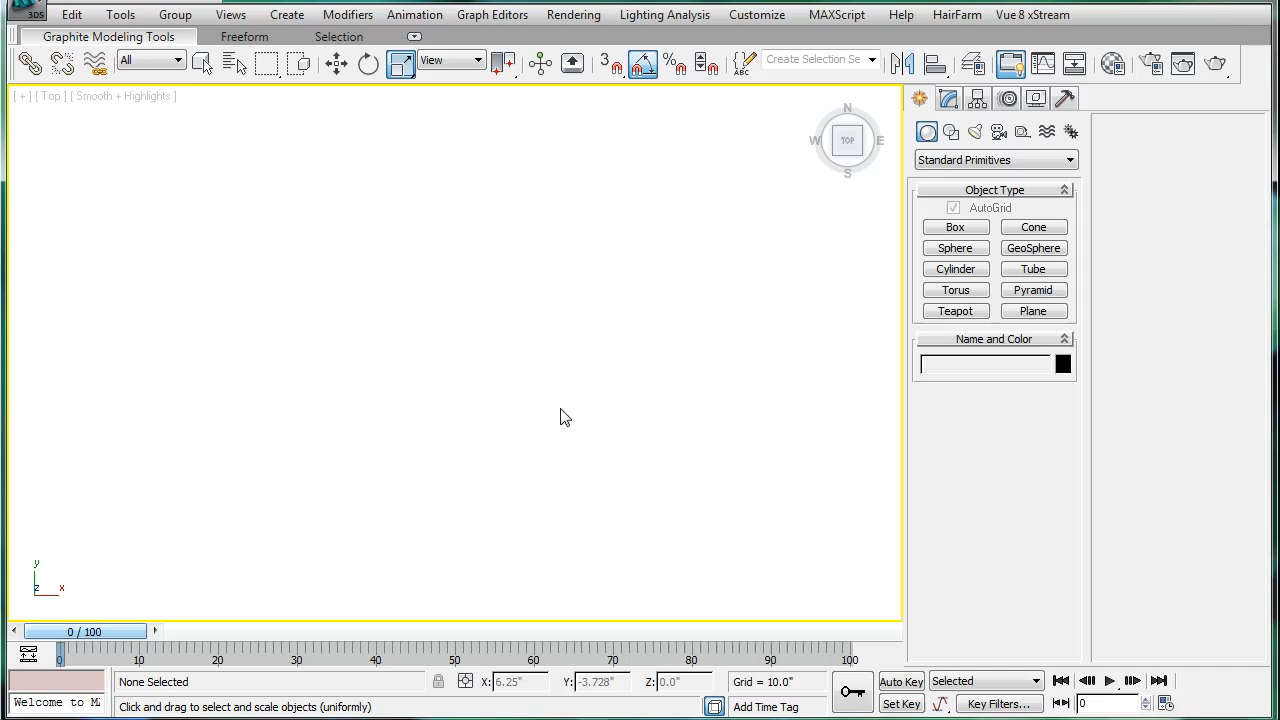 3DS
Edit Tools Group Views Create Modifiers Animation Graph Editors Rendering Lighting Analysis Customize MAXScript Help HairFarm Vue 8 xStream
Graphite Modeling Tools Freeform Selection
All View 3 % ABC Create Selection Se
[ + ] [ Top ] [ Smooth + Highlights ]
N
W TOP E
S
Standard Primitives
Object Type
AutoGrid
Box Cone
Sphere GeoSphere
Cylinder Tube
Torus Pyramid
Teapot Plane
Name and Color
y
z x
0 / 100
0 10 20 30 40 50 60 70 80 90 100
None Selected X: 6.25" Y: -3.728" Z: 0.0" Grid = 10.0" Auto Key Selected
Welcome to M
Click and drag to select and scale objects (uniformly) Add Time Tag Set Key Key Filters... 0